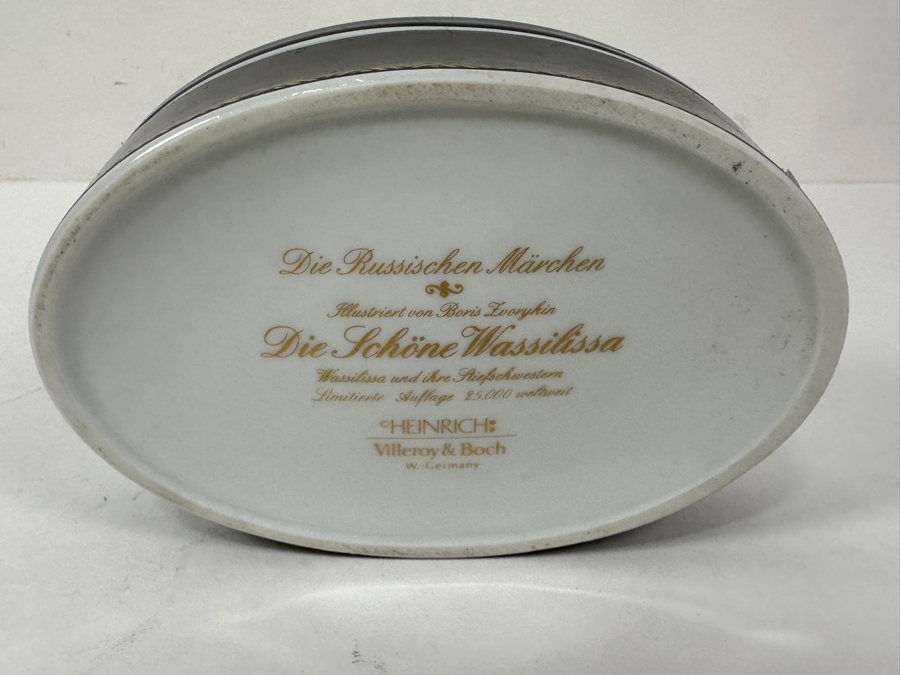 Die Russischen Märchen
Illustriert von Boris Zvorykin
Die Schöne Wassilissa
Wassilissa und ihre Stiefschwestern
Limitierte Auflage 25.000 weltweit
©HEINRICH
Villeroy & Boch
W.-Germany